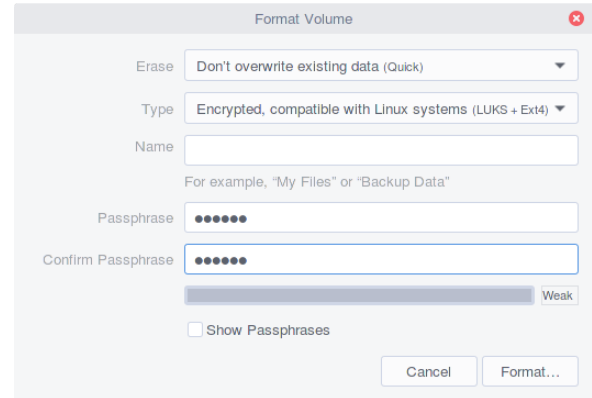 Format Volume
Erase Don't overwrite existing data (Quick)
Type Encrypted, compatible with Linux systems (LUKS + Ext4)
Name
For example, “My Files” or “Backup Data”
Passphrase ●●●●●●
Confirm Passphrase ●●●●●●
Weak
Show Passphrases
Cancel Format…